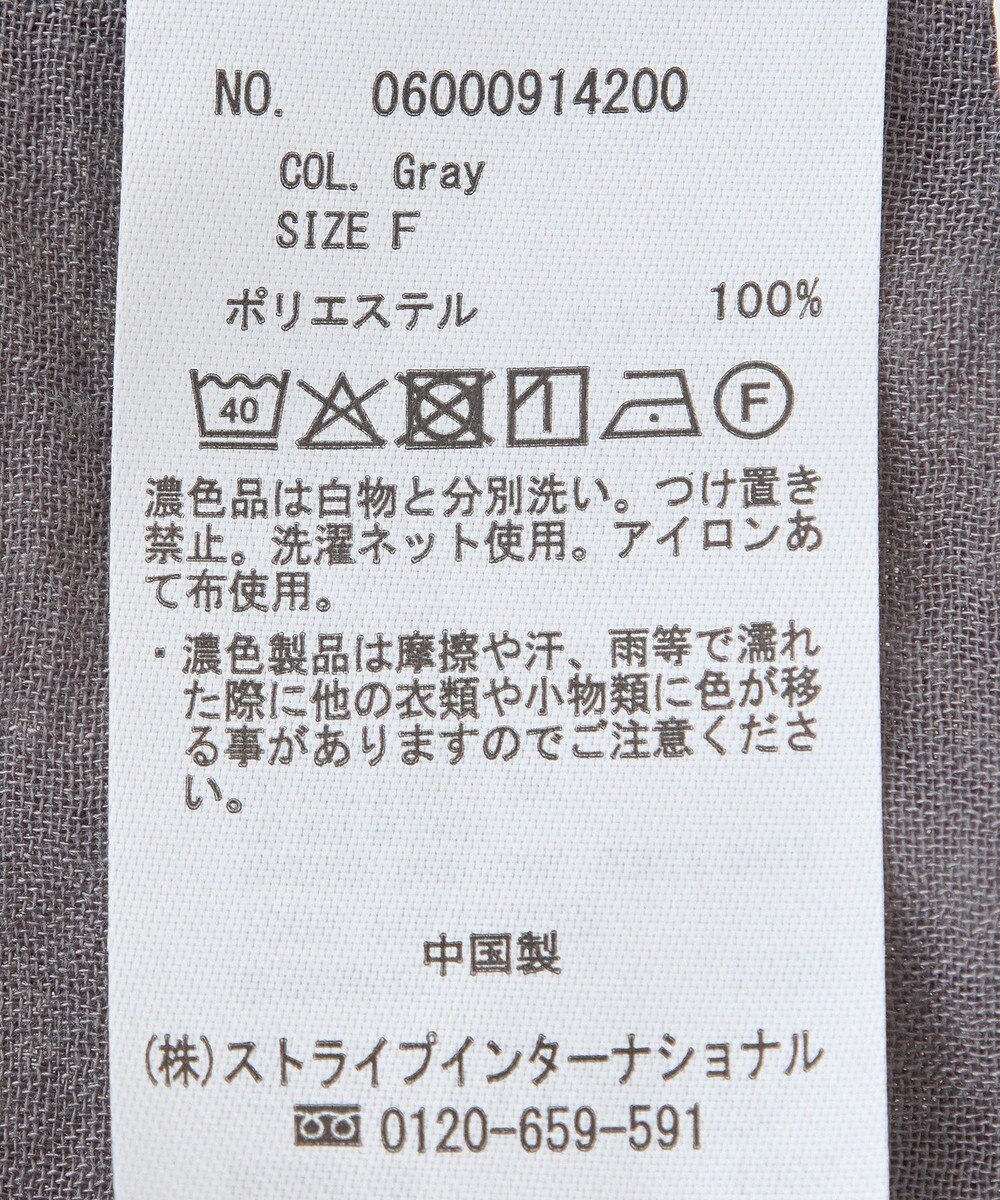 NO. 06000914200
COL. Gray
SIZE F
ポリエステル 100%
40 F
濃色品は白物と分別洗い。つけ置き
禁止。洗濯ネット使用。アイロンあ
て布使用。
・濃色製品は摩擦や汗、雨等で濡れ
た際に他の衣類や小物類に色が移
る事がありますのでご注意くださ
い。
中国製
(株)ストライプインターナショナル
0120-659-591